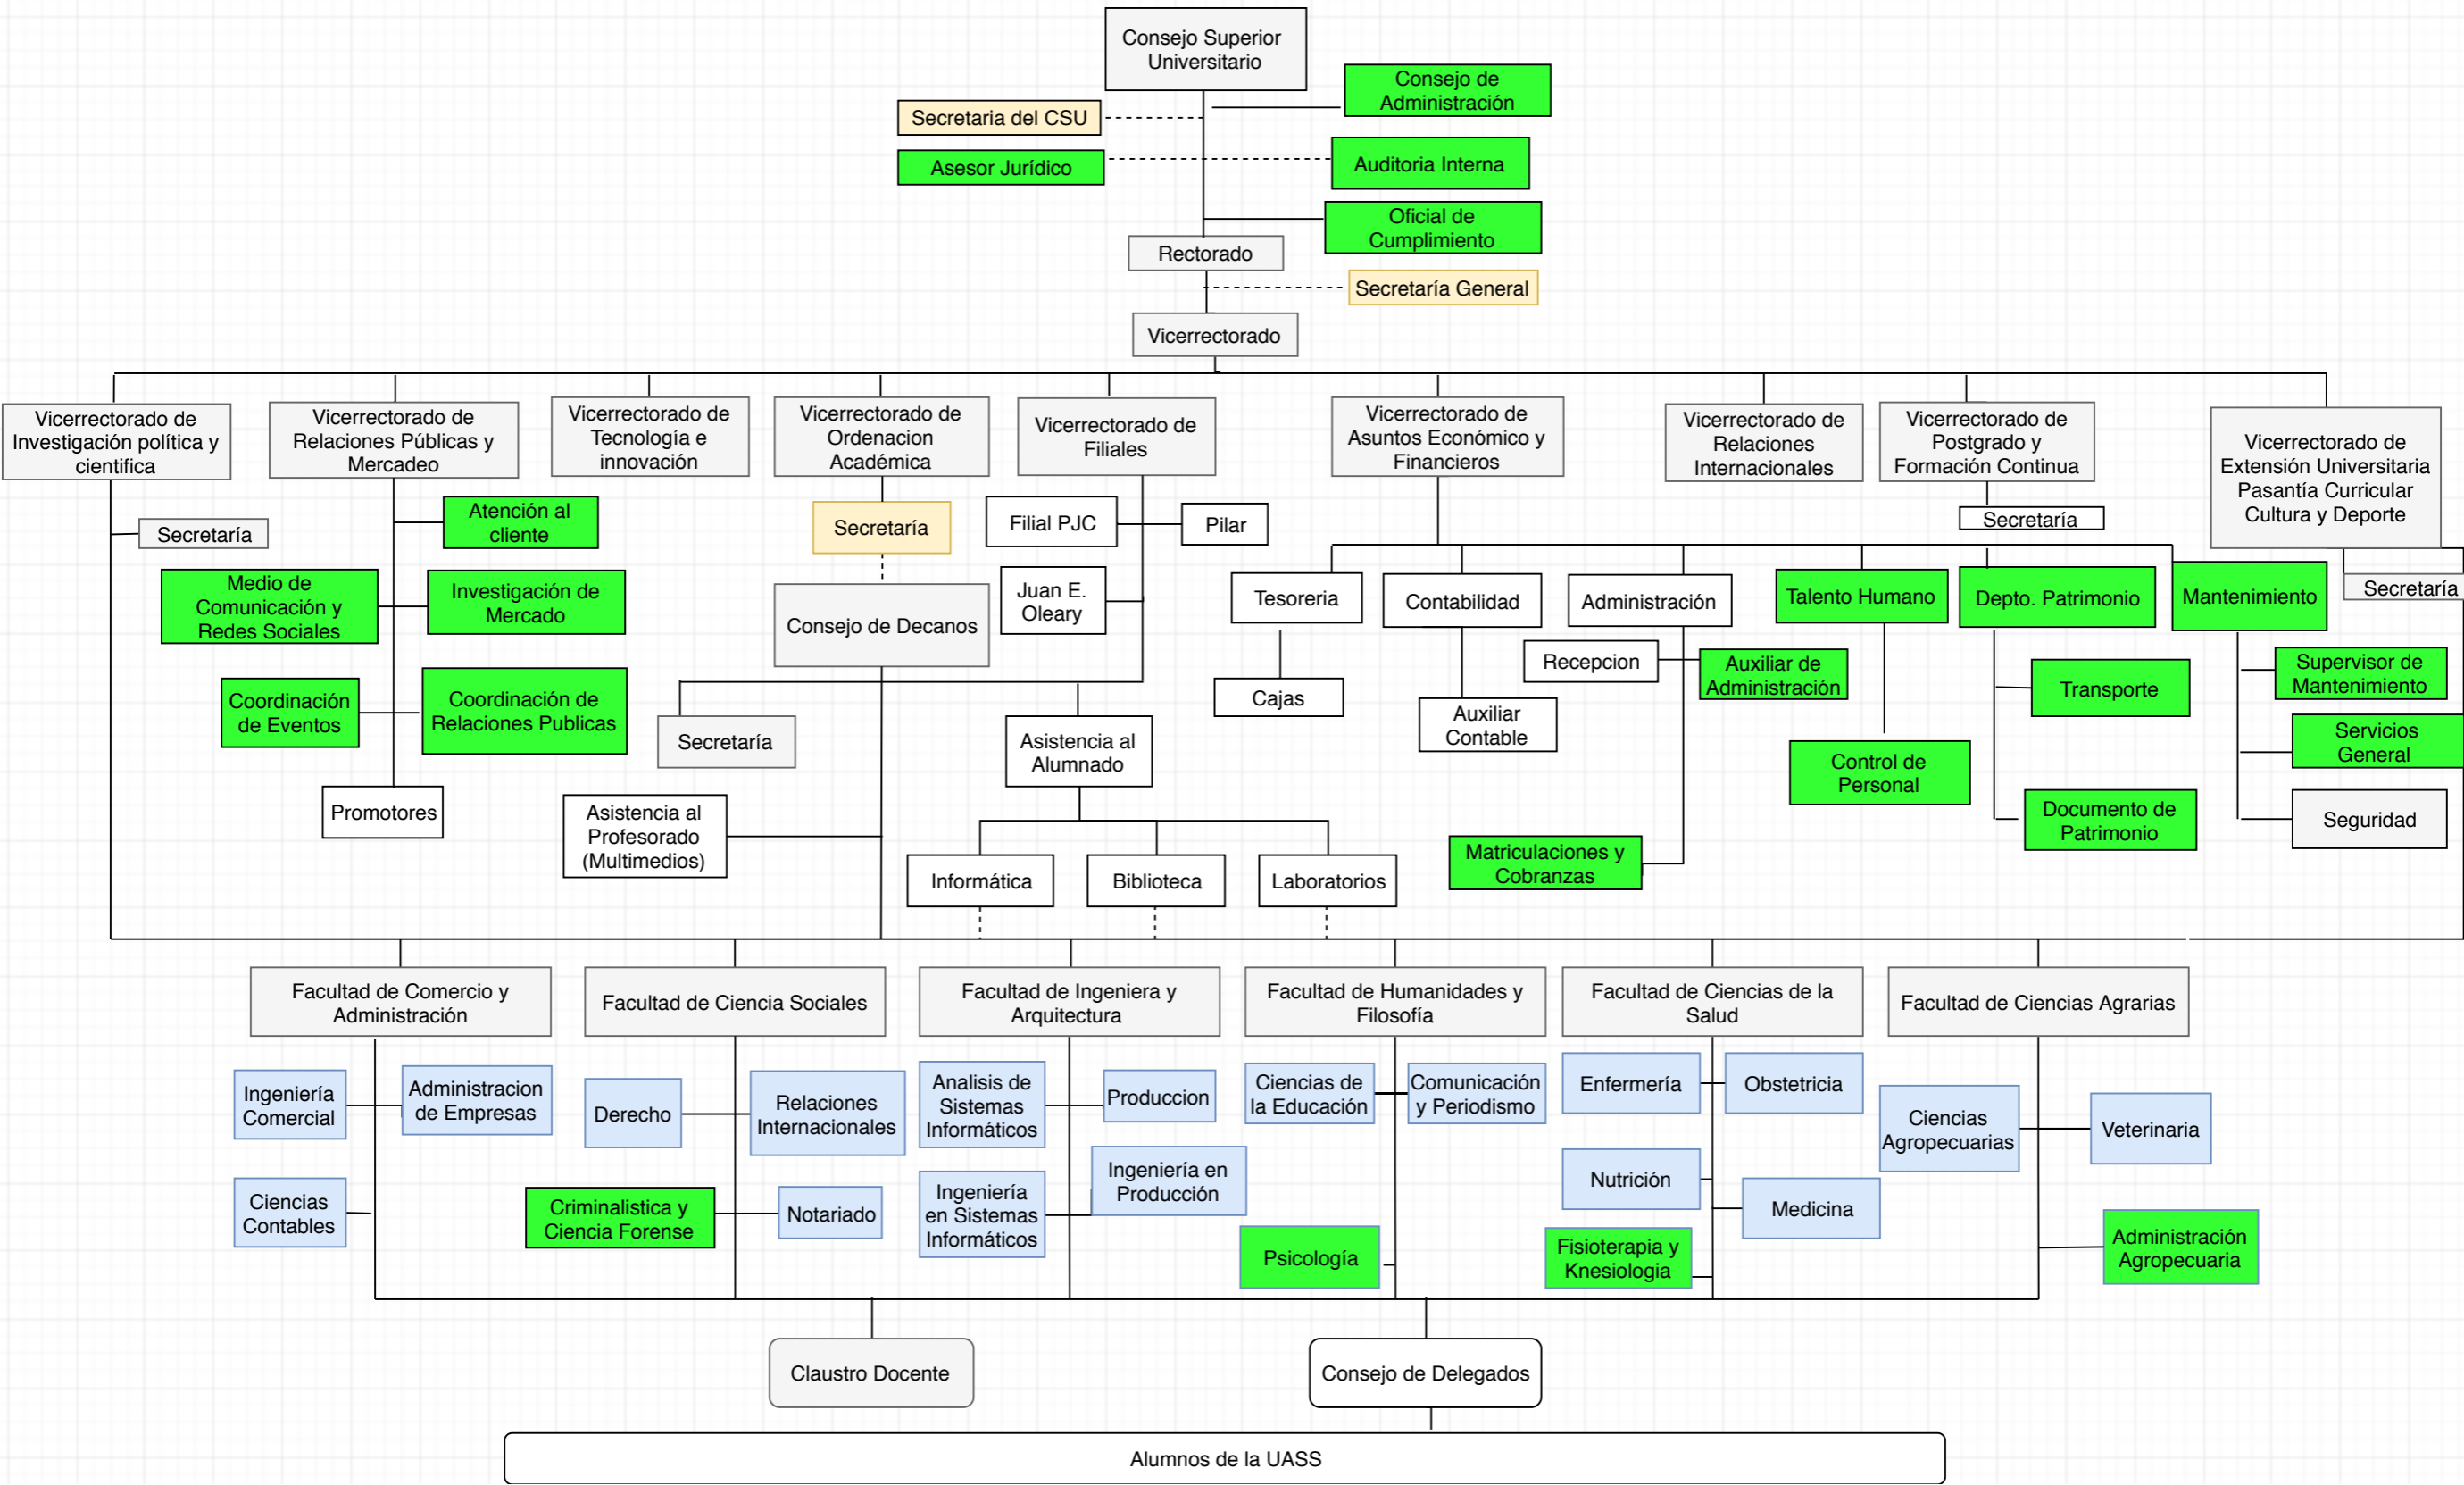 Consejo Superior
Universitario
Consejo de
Administración
Secretaria del CSU
Asesor Jurídico
Auditoria Interna
Oficial de
Cumplimiento
Rectorado
Secretaría General
Vicerrectorado
Vicerrectorado de
Investigación política y
cientifica
Vicerrectorado de
Relaciones Públicas y
Mercadeo
Vicerrectorado de
Tecnología e
innovación
Vicerrectorado de
Ordenacion
Académica
Vicerrectorado de
Filiales
Vicerrectorado de
Asuntos Económico y
Financieros
Vicerrectorado de
Relaciones
Internacionales
Vicerrectorado de
Postgrado y
Formación Continua
Vicerrectorado de
Extensión Universitaria
Pasantía Curricular
Cultura y Deporte
Secretaría
Atención al
cliente
Secretaría
Filial PJC
Pilar
Secretaría
Medio de
Comunicación y
Redes Sociales
Investigación de
Mercado
Consejo de Decanos
Juan E.
Oleary
Tesoreria
Contabilidad
Administración
Talento Humano
Depto. Patrimonio
Mantenimiento
Secretaría
Coordinación
de Eventos
Coordinación de
Relaciones Publicas
Secretaría
Asistencia al
Alumnado
Cajas
Auxiliar
Contable
Recepcion
Auxiliar de
Administración
Control de
Personal
Transporte
Supervisor de
Mantenimiento
Servicios
General
Promotores
Asistencia al
Profesorado
(Multimedios)
Informática
Biblioteca
Laboratorios
Matriculaciones y
Cobranzas
Documento de
Patrimonio
Seguridad
Facultad de Comercio y
Administración
Facultad de Ciencia Sociales
Facultad de Ingeniera y
Arquitectura
Facultad de Humanidades y
Filosofía
Facultad de Ciencias de la
Salud
Facultad de Ciencias Agrarias
Ingeniería
Comercial
Administracion
de Empresas
Derecho
Relaciones
Internacionales
Analisis de
Sistemas
Informáticos
Produccion
Ciencias de
la Educación
Comunicación
y Periodismo
Enfermería
Obstetricia
Ciencias
Agropecuarias
Veterinaria
Ciencias
Contables
Criminalistica y
Ciencia Forense
Notariado
Ingeniería
en Sistemas
Informáticos
Ingeniería en
Producción
Psicología
Nutrición
Medicina
Fisioterapia y
Knesiologia
Administración
Agropecuaria
Claustro Docente
Consejo de Delegados
Alumnos de la UASS